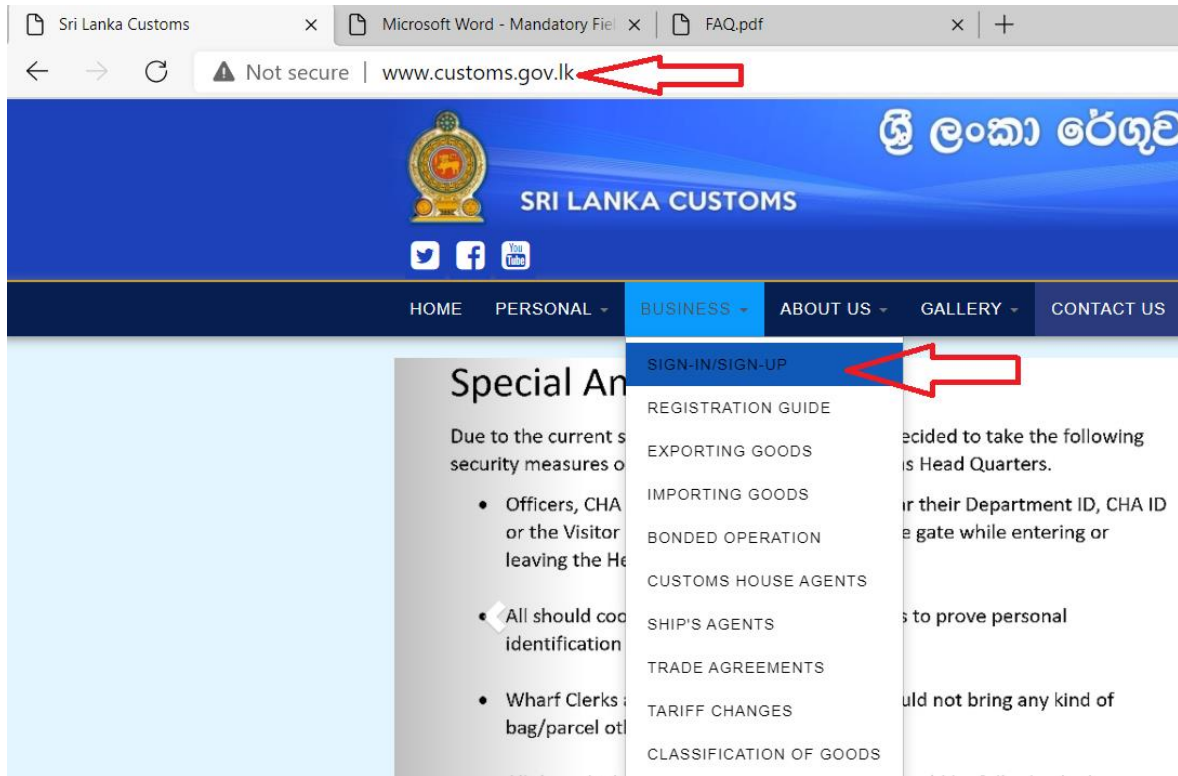 Sri Lanka Customs
Microsoft Word - Mandatory Fiel
FAQ.pdf
Not secure | www.customs.gov.lk
ශ්‍රී ලංකා රේගුව
SRI LANKA CUSTOMS
You
Tube
HOME PERSONAL BUSINESS ABOUT US GALLERY CONTACT US
SIGN-IN/SIGN-UP
REGISTRATION GUIDE
EXPORTING GOODS
IMPORTING GOODS
BONDED OPERATION
CUSTOMS HOUSE AGENTS
SHIP'S AGENTS
TRADE AGREEMENTS
TARIFF CHANGES
CLASSIFICATION OF GOODS
Special An
Due to the current s ecided to take the following
security measures o s Head Quarters.
• Officers, CHA r their Department ID, CHA ID
or the Visitor e gate while entering or
leaving the He
• All should coo s to prove personal
identification
• Wharf Clerks uld not bring any kind of
bag/parcel ot